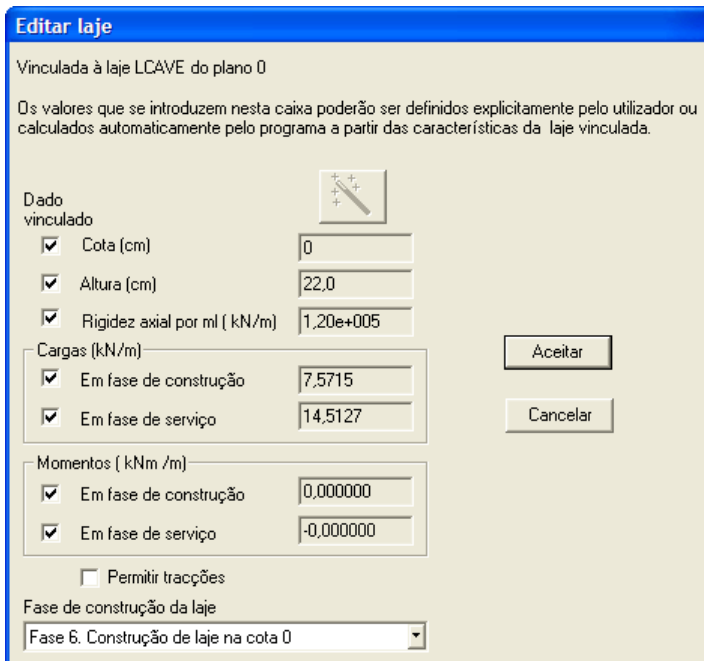 Editar laje
Vinculada à laje LCAVE do plano 0
Os valores que se introduzem nesta caixa poderão ser definidos explicitamente pelo utilizador ou
calculados automaticamente pelo programa a partir das características da laje vinculada.
Dado
vinculado
Cota (cm) 0
Altura (cm) 22,0
Rigidez axial por ml ( kN/m) 1,20e+005
Cargas (kN/m)
Em fase de construção 7,5715
Em fase de serviço 14,5127
Aceitar
Cancelar
Momentos ( kNm /m)
Em fase de construção 0,000000
Em fase de serviço -0,000000
Permitir tracções
Fase de construção da laje
Fase 6. Construção de laje na cota 0